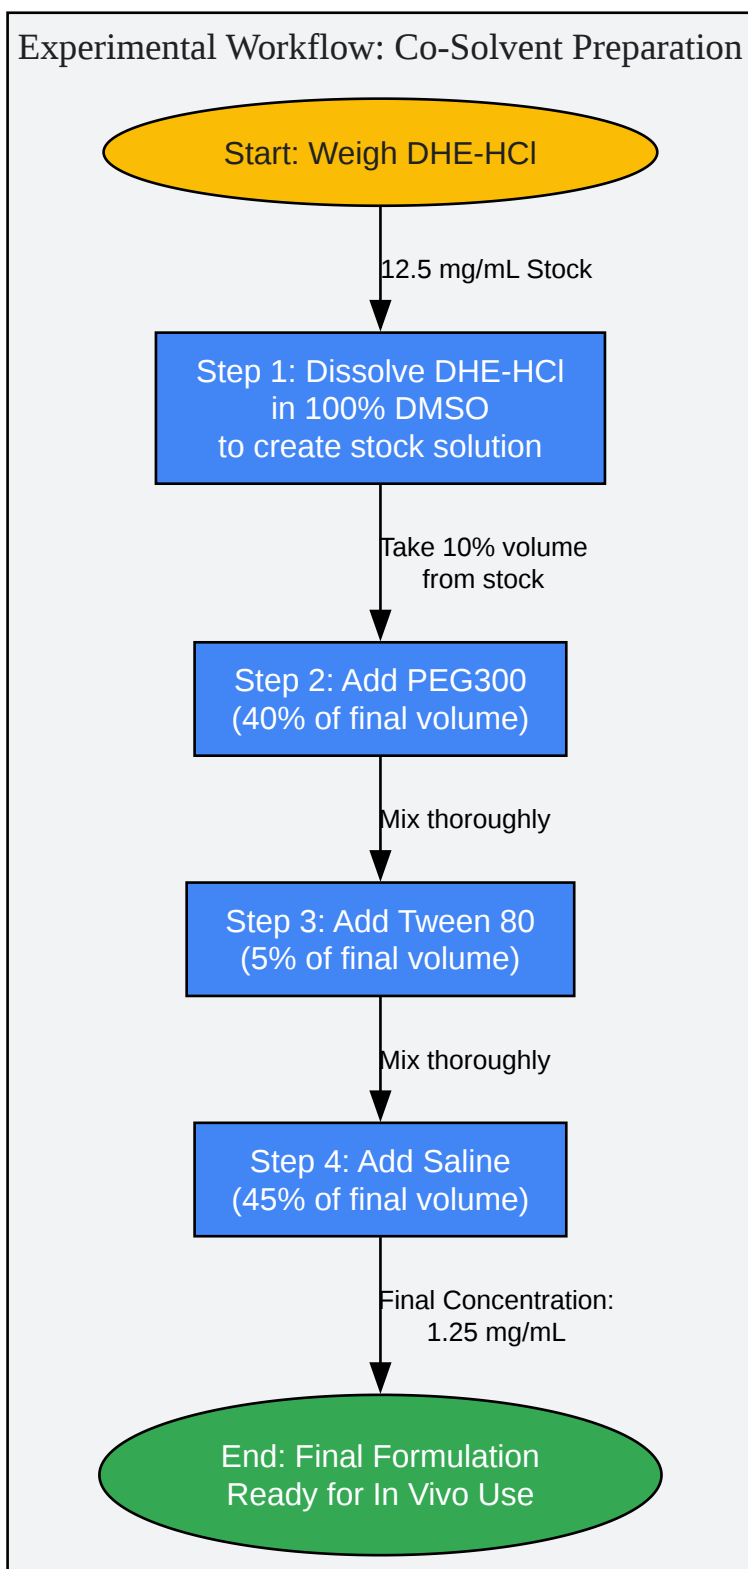 Experimental Workflow: Co-Solvent Preparation
Start: Weigh DHE-HCl
12.5 mg/mL Stock
Step 1: Dissolve DHE-HCl
in 100% DMSO
to create stock solution
Take 10% volume
from stock
Step 2: Add PEG300
(40% of final volume)
Mix thoroughly
Step 3: Add Tween 80
(5% of final volume)
Mix thoroughly
Step 4: Add Saline
(45% of final volume)
Final Concentration:
1.25 mg/mL
End: Final Formulation
Ready for In Vivo Use